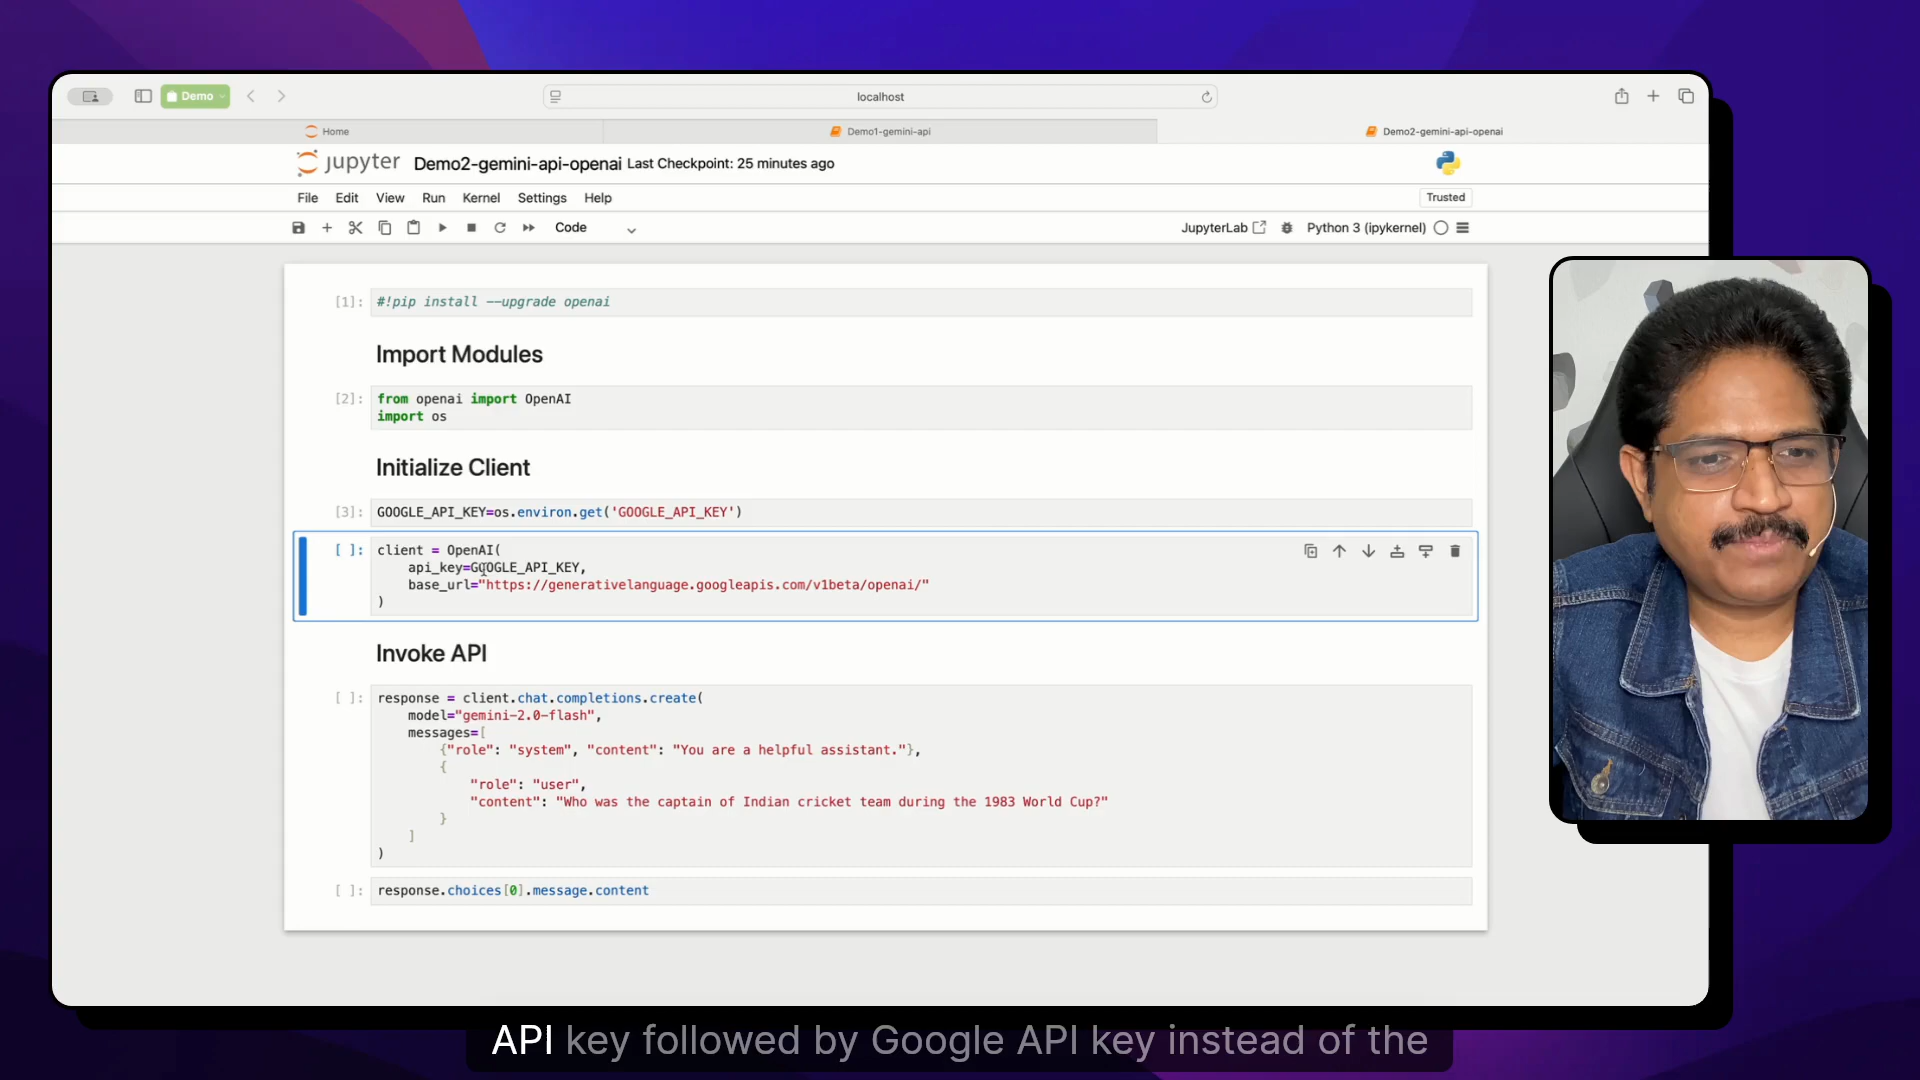 Demo
localhost
Home
Demo1-gemini-api
Demo2-gemini-api-openai
jupyter Demo2-gemini-api-openai Last Checkpoint: 25 minutes ago
File Edit View Run Kernel Settings Help
Trusted
Code
JupyterLab
Python 3 (ipykernel)
[1]: #!pip install --upgrade openai
Import Modules
[2]: from openai import OpenAI
import os
Initialize Client
[3]: GOOGLE_API_KEY=os.environ.get('GOOGLE_API_KEY')
[ ]: client = OpenAI(
api_key=GOOGLE_API_KEY,
base_url="https://generativelanguage.googleapis.com/v1beta/openai/"
)
Invoke API
[ ]: response = client.chat.completions.create(
model="gemini-2.0-flash",
messages=[
{"role": "system", "content": "You are a helpful assistant."},
{
"role": "user",
"content": "Who was the captain of Indian cricket team during the 1983 World Cup?"
}
]
)
[ ]: response.choices[0].message.content
API key followed by Google API key instead of the